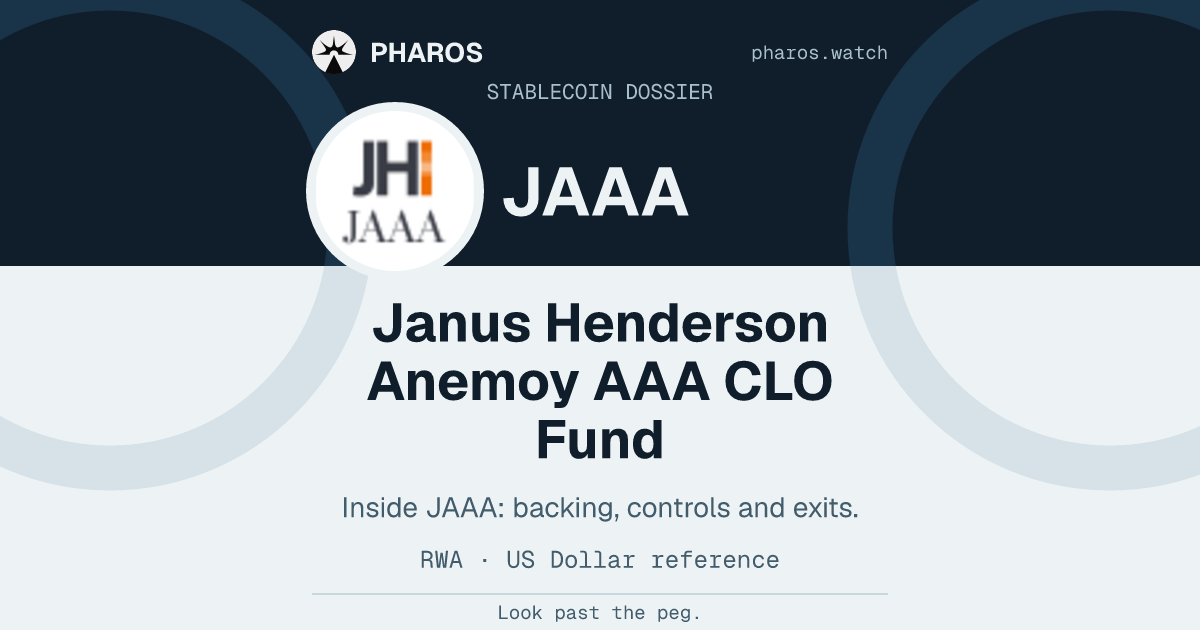 PHAROS
pharos.watch
STABLECOIN DOSSIER
JH
JAAA
JAAA
Janus Henderson
Anemoy AAA CLO
Fund
Inside JAAA: backing, controls and exits.
RWA · US Dollar reference
Look past the peg.